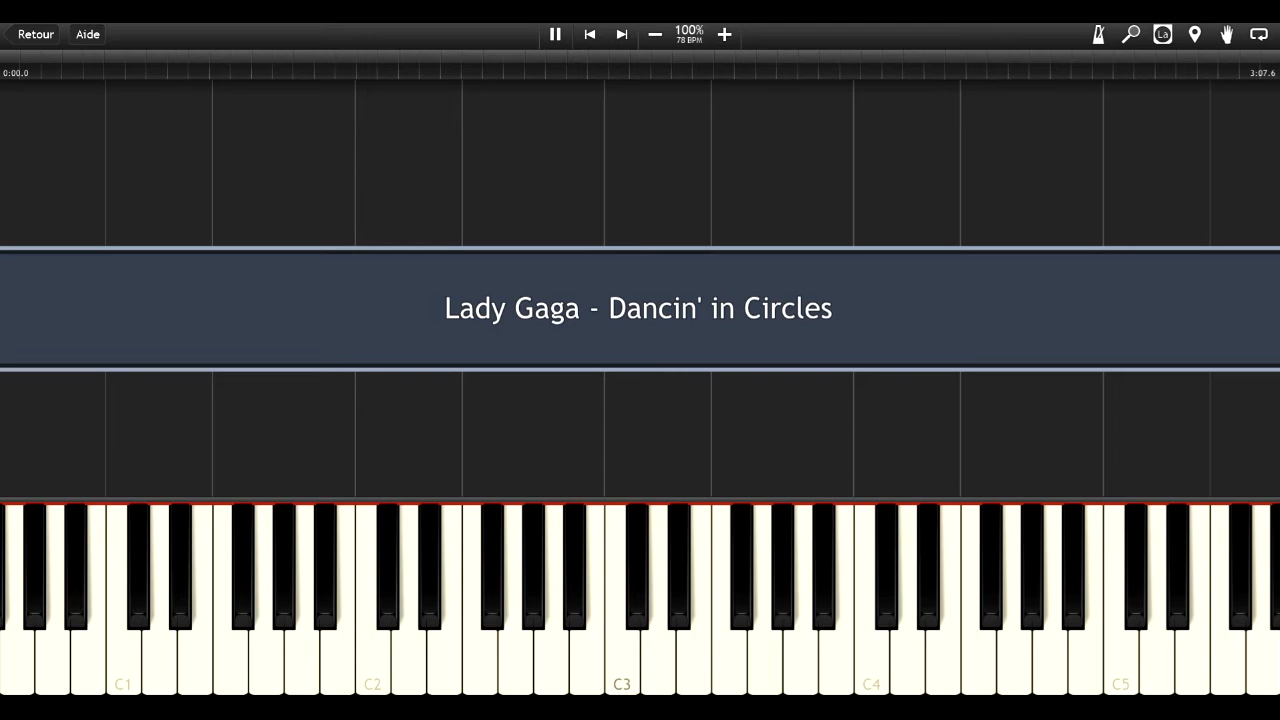 Retour Aide 100%
78 BPM La
0:00.0 3:07.6
Lady Gaga - Dancin' in Circles
C1 C2 C3 C4 C5